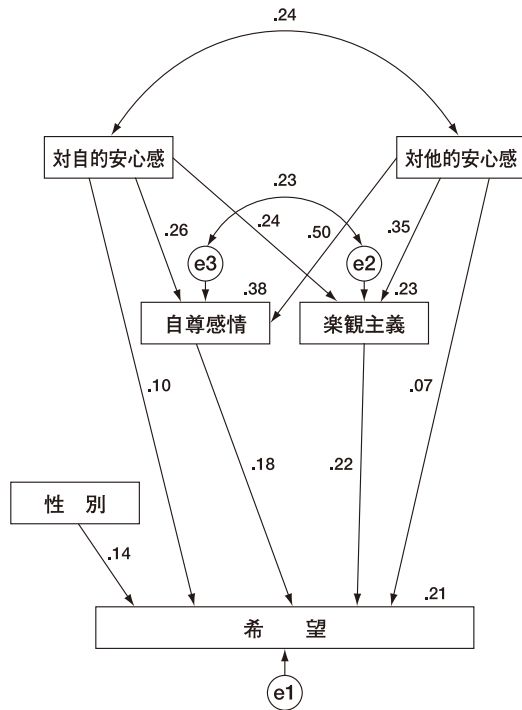 .24
対自的安心感
対他的安心感
.23
.26
.24
.50
.35
e3
e2
.38
.23
自尊感情
楽観主義
.10
.07
.18
.22
性 別
.14
.21
希 望
e1